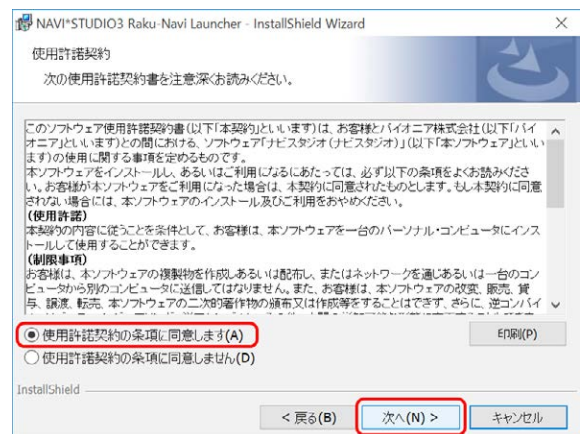 NAVI*STUDIO3 Raku-Navi Launcher - InstallShield Wizard
使用許諾契約
次の使用許諾契約書を注意深くお読みください。
このソフトウェア使用許諾契約書(以下「本契約」といいます)は、お客様とパイオニア株式会社(以下「パイ
オニア」といいます)との間における、ソフトウェア「ナビスタジオ(ナビスタジオ)」(以下「本ソフトウェア」といい
ます)の使用に関する事項を定めるものです。
本ソフトウェアをインストールし、あるいはご利用になるにあたっては、必ず以下の条項をよくお読みくださ
い。お客様が本ソフトウェアをご利用になった場合は、本契約に同意されたものとします。もし本契約に同意
されない場合には、本ソフトウェアのインストール及びご利用をおやめください。
(使用許諾)
本契約の内容に従うことを条件として、お客様は、本ソフトウェアを一台のパーソナル・コンピュータにインス
トールして使用することができます。
(制限事項)
お客様は、本ソフトウェアの複製物を作成しあるいは配布し、またはネットワークを通じあるいは一台のコン
ピュータから別のコンピュータに送信してはなりません。また、お客様は、本ソフトウェアの改変、販売、貸
与、譲渡、転売、本ソフトウェアの二次的著作物の頒布又は作成等をすることはできず、さらに、逆コンパイ
使用許諾契約の条項に同意します(A)
印刷(P)
使用許諾契約の条項に同意しません(D)
InstallShield
< 戻る(B)
次へ(N) >
キャンセル